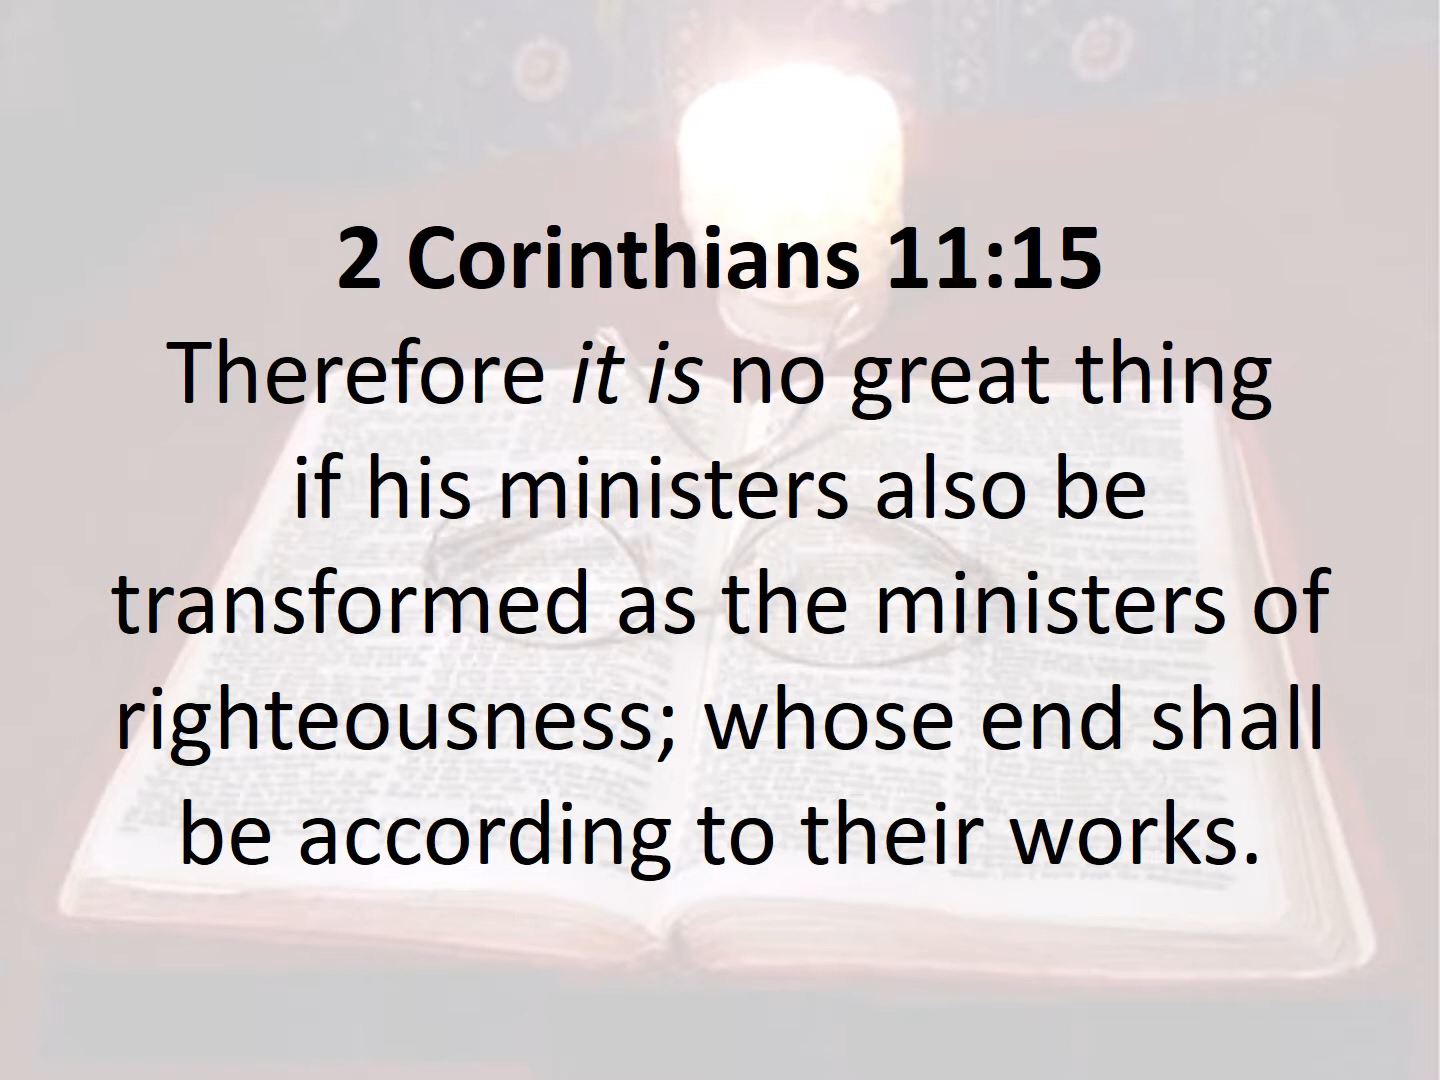 2 Corinthians 11:15
Therefore it is no great thing
if his ministers also be
transformed as the ministers of
righteousness; whose end shall
be according to their works.